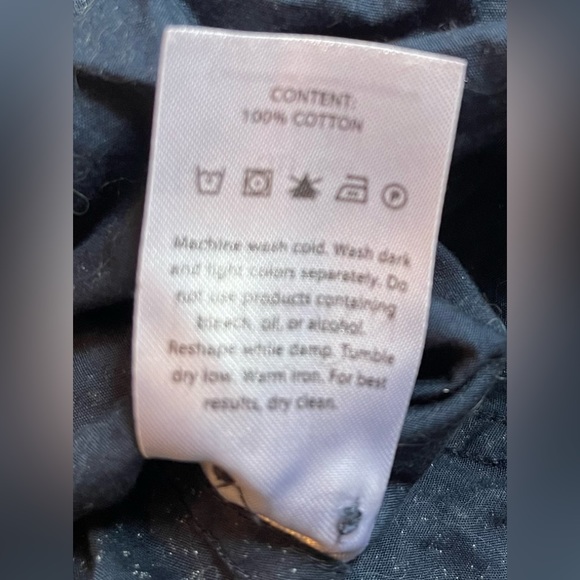 CONTENT:
100% COTTON
P
Machine wash cold. Wash dark
and light colors separately. Do
not use products containing
bleach, oil, or alcohol.
Reshape while damp. Tumble
dry low. Warm iron. For best
results, dry clean.